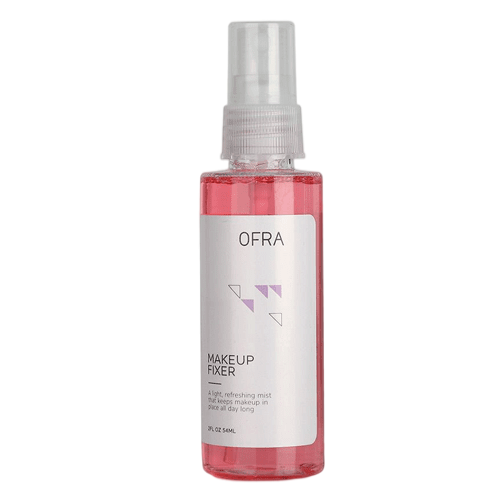 OFRA
MAKEUP
FIXER
A light, refreshing mist
that keeps makeup in
place all day long
2FL OZ 54ML